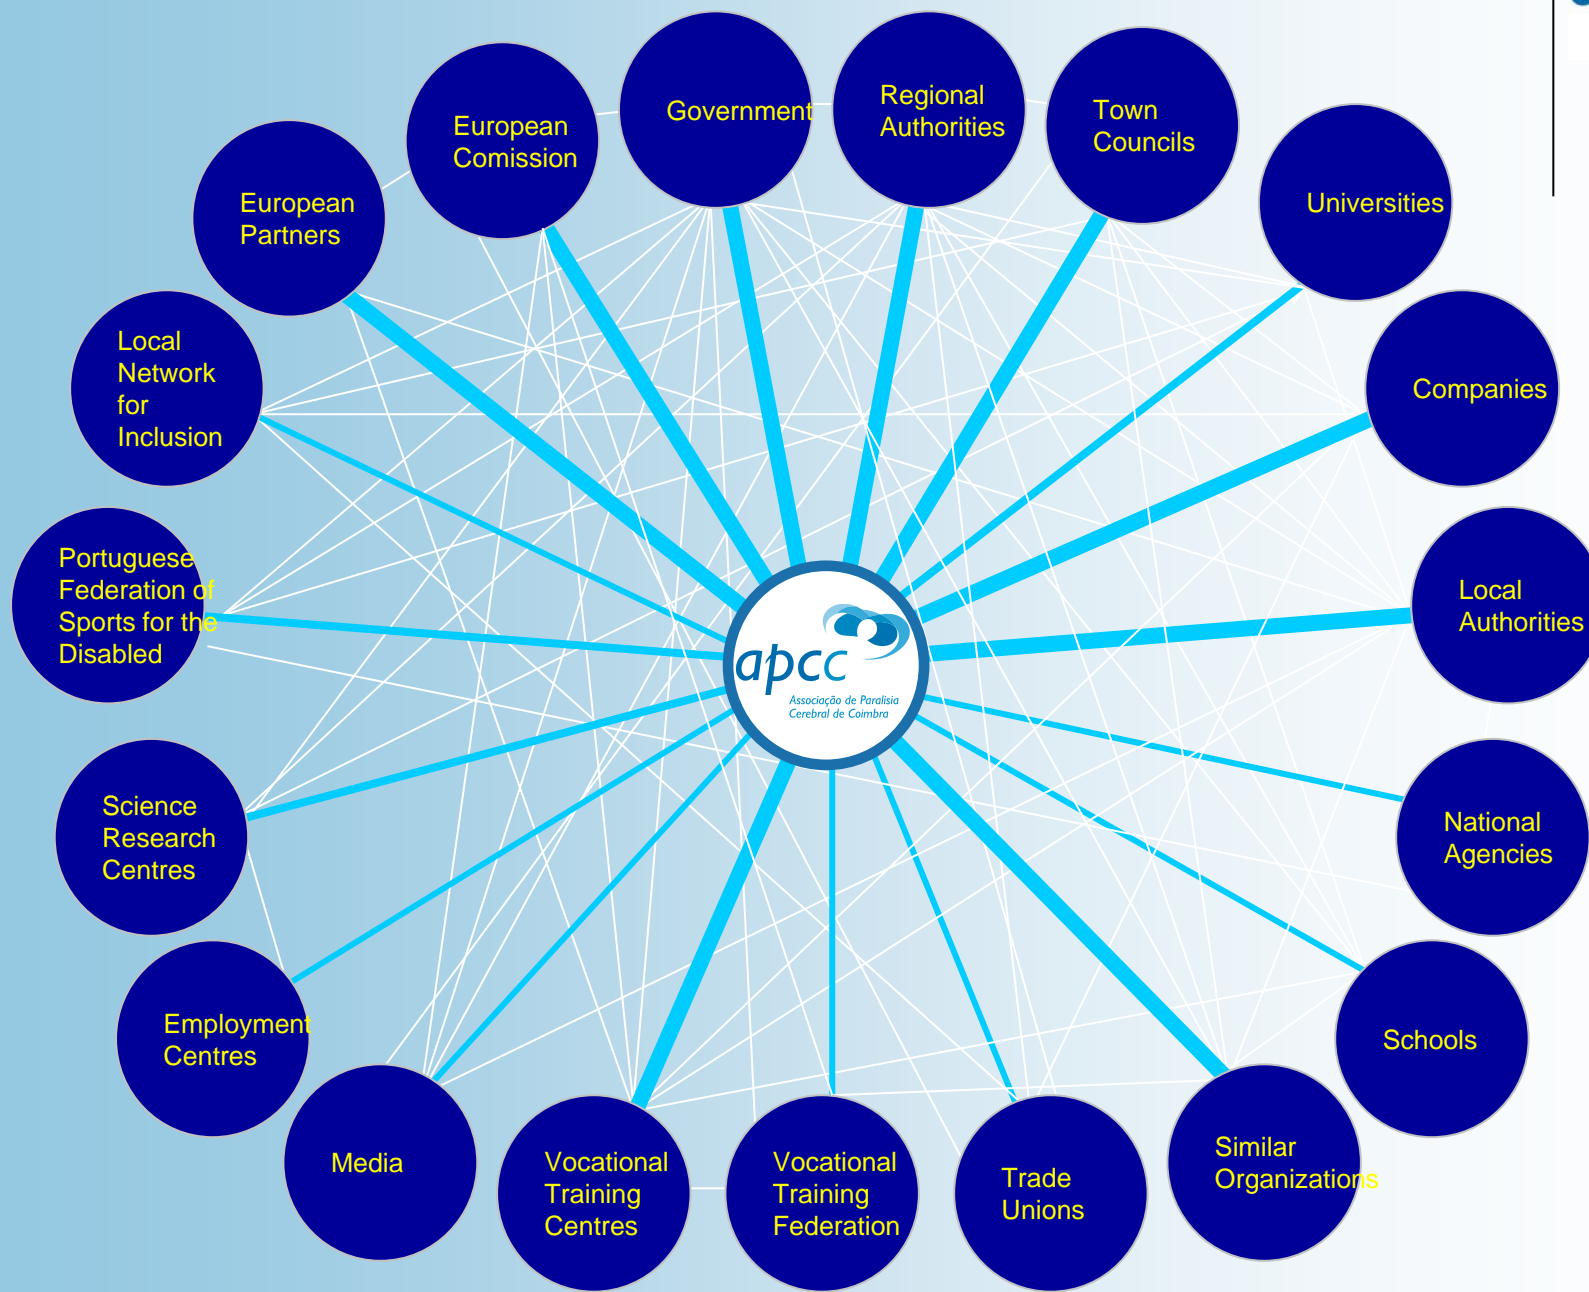 Government
Regional
Authorities
Town
Councils
European
Comission
Universities
European
Partners
Local
Network
for
Inclusion
Companies
Portuguese
Federation of
Sports for the
Disabled
Local
Authorities
apcc
Associação de Paralisia
Cerebral de Coimbra
Science
Research
Centres
National
Agencies
Employment
Centres
Schools
Media
Vocational
Training
Centres
Vocational
Training
Federation
Trade
Unions
Similar
Organizations